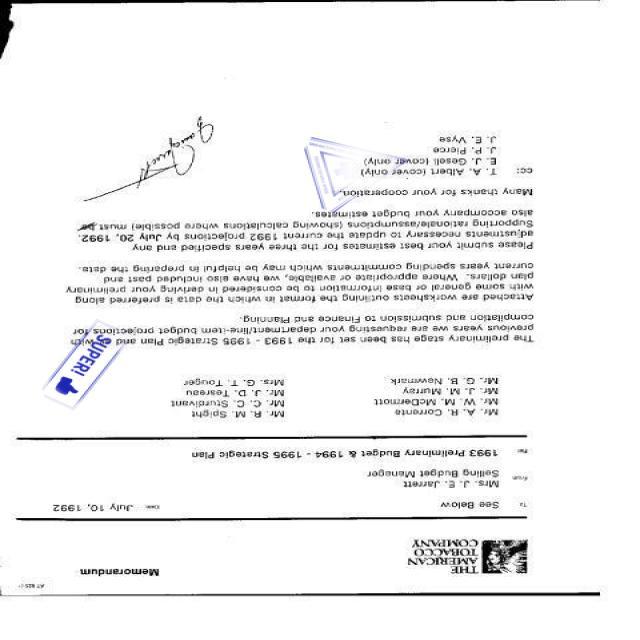 AT 825
THE
AMERICAN
TOBACCO
COMPANY
Memorandum
To See Below Date July 10, 1992
From Mrs. J. E. Jarrett
Selling Budget Manager
1993 Preliminary Budget & 1994 - 1995 Strategic Plan
Mr. A. R. Corrente Mr. R. M. Spight
Mr. W. M. McDermott Mr. C. C. Sturdivant
Mr. J. M. Murray Mr. J. D. Tesreau
Mr. G. B. Newmark Mrs. G. T. Touger
SUPER!
The preliminary stage has been set for the 1993 - 1995 Strategic Plan and with
previous years we are requesting your department/line-item budget projections for
compilation and submission to Finance and Planning.
Attached are worksheets outlining the format in which the data is preferred along
with some general or base information to be considered in defining your preliminary
plan dollars. Where appropriate or available, we have also included past and
current years spending commitments which may be helpful in preparing the data.
Please submit your best estimates for the three years specified and any
adjustments necessary to update the current 1992 projections by July 20, 1992.
Supporting rationale/assumptions (showing calculations where possible) must be
also accompany your budget estimates.
Many thanks for your cooperation.
cc: T. A. Albert (cover only)
E. J. Gesell (cover only)
J. P. Pierce
J. E. Vyse